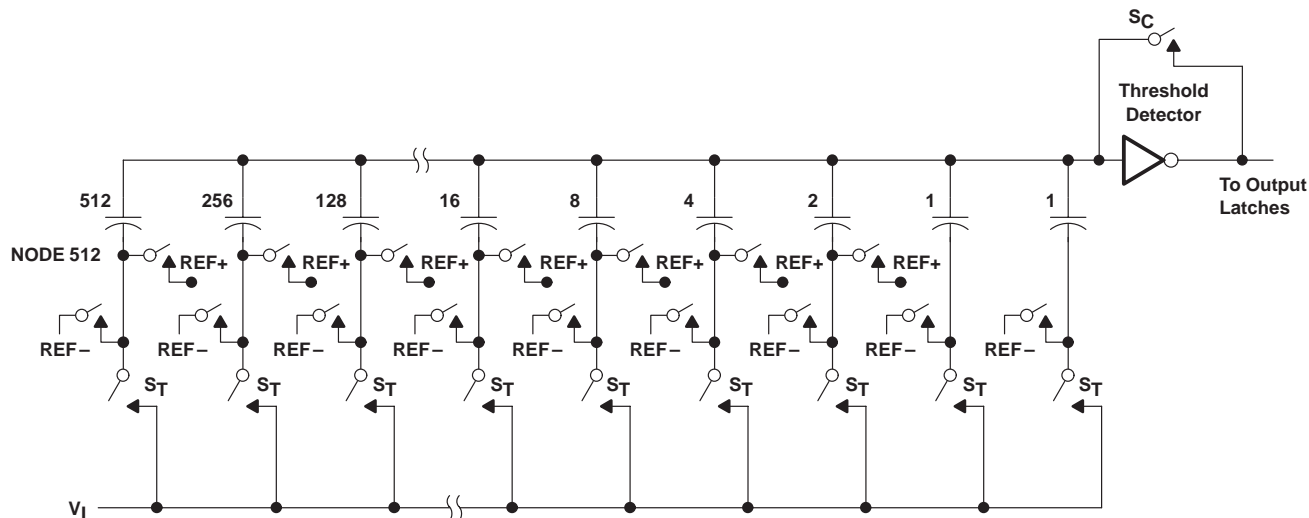 SC
Threshold
Detector
To Output
Latches
512 256 128 16 8 4 2 1 1
NODE 512
REF+ REF+ REF+ REF+ REF+ REF+ REF+
REF− REF− REF− REF− REF− REF− REF− REF− REF−
ST ST ST ST ST ST ST ST ST
VI